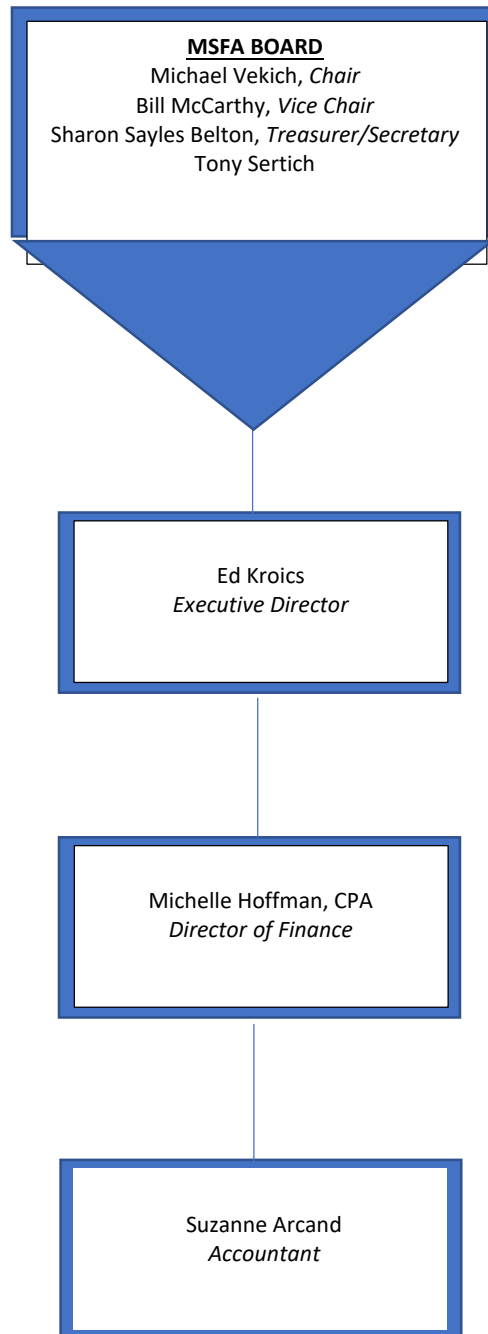 MSFA BOARD
Michael Vekich, Chair
Bill McCarthy, Vice Chair
Sharon Sayles Belton, Treasurer/Secretary
Tony Sertich
Ed Kroics
Executive Director
Michelle Hoffman, CPA
Director of Finance
Suzanne Arcand
Accountant